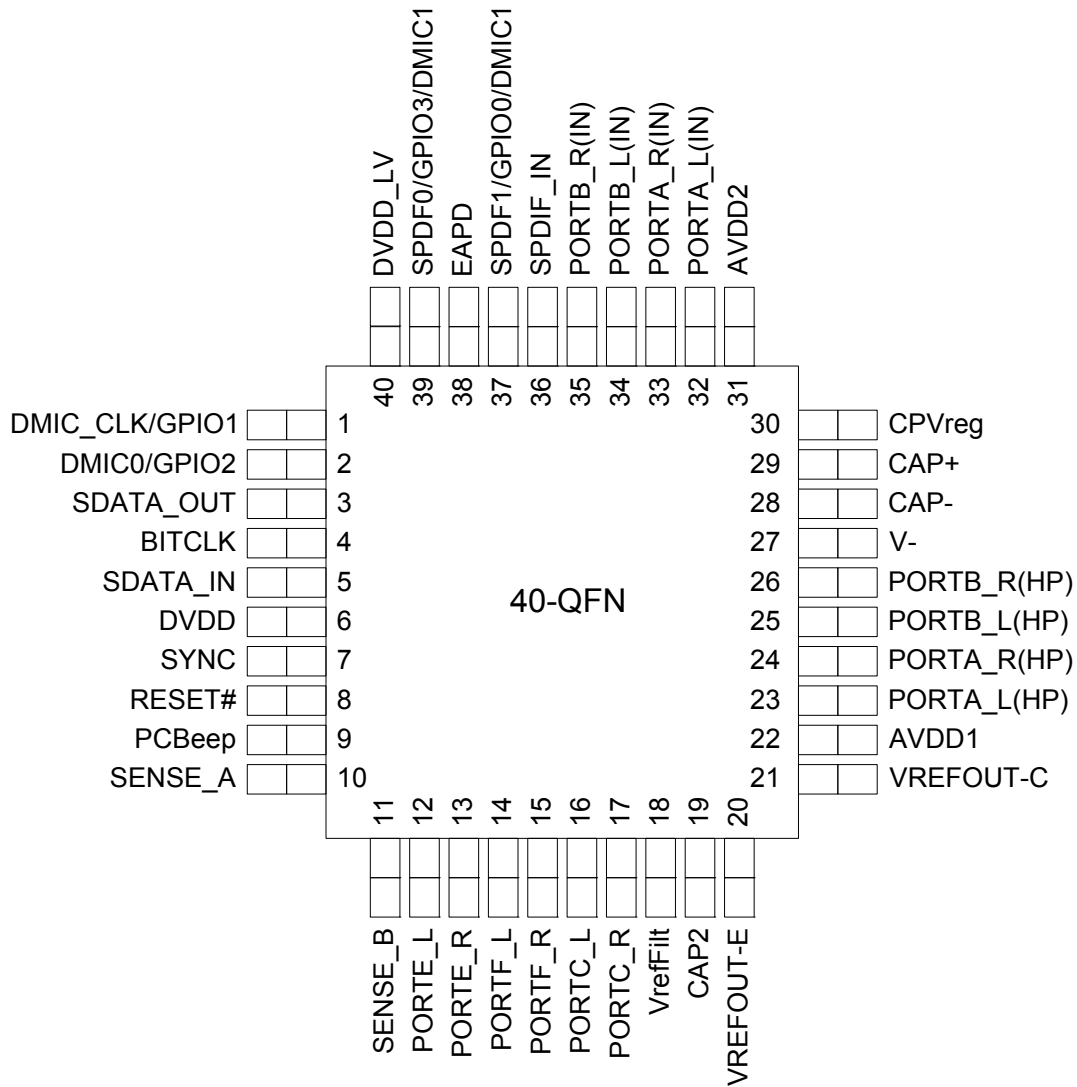 DVDD_LV
SPDF0/GPIO3/DMIC1
EAPD
SPDF1/GPIO0/DMIC1
SPDIF_IN
PORTB_R(IN)
PORTB_L(IN)
PORTA_R(IN)
PORTA_L(IN)
AVDD2
40
39
38
37
36
35
34
33
32
31
DMIC_CLK/GPIO1 1
DMIC0/GPIO2 2
SDATA_OUT 3
BITCLK 4
SDATA_IN 5
DVDD 6
SYNC 7
RESET# 8
PCBeep 9
SENSE_A 10
40-QFN
30 CPVreg
29 CAP+
28 CAP-
27 V-
26 PORTB_R(HP)
25 PORTB_L(HP)
24 PORTA_R(HP)
23 PORTA_L(HP)
22 AVDD1
21 VREFOUT-C
11
12
13
14
15
16
17
18
19
20
SENSE_B
PORTE_L
PORTE_R
PORTF_L
PORTF_R
PORTC_L
PORTC_R
VrefFilt
CAP2
VREFOUT-E